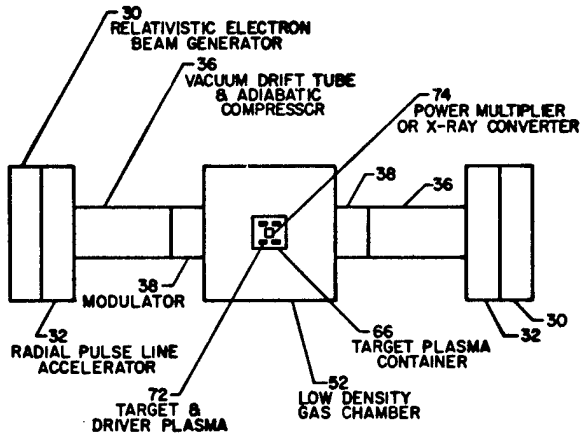 30
RELATIVISTIC ELECTRON
BEAM GENERATOR
36
VACUUM DRIFT TUBE
& ADIABATIC
COMPRESSOR
74
POWER MULTIPLIER
OR X-RAY CONVERTER
38
36
38
MODULATOR
32
RADIAL PULSE LINE
ACCELERATOR
72
TARGET &
DRIVER PLASMA
52
LOW DENSITY
GAS CHAMBER
66
TARGET PLASMA
CONTAINER
32
30